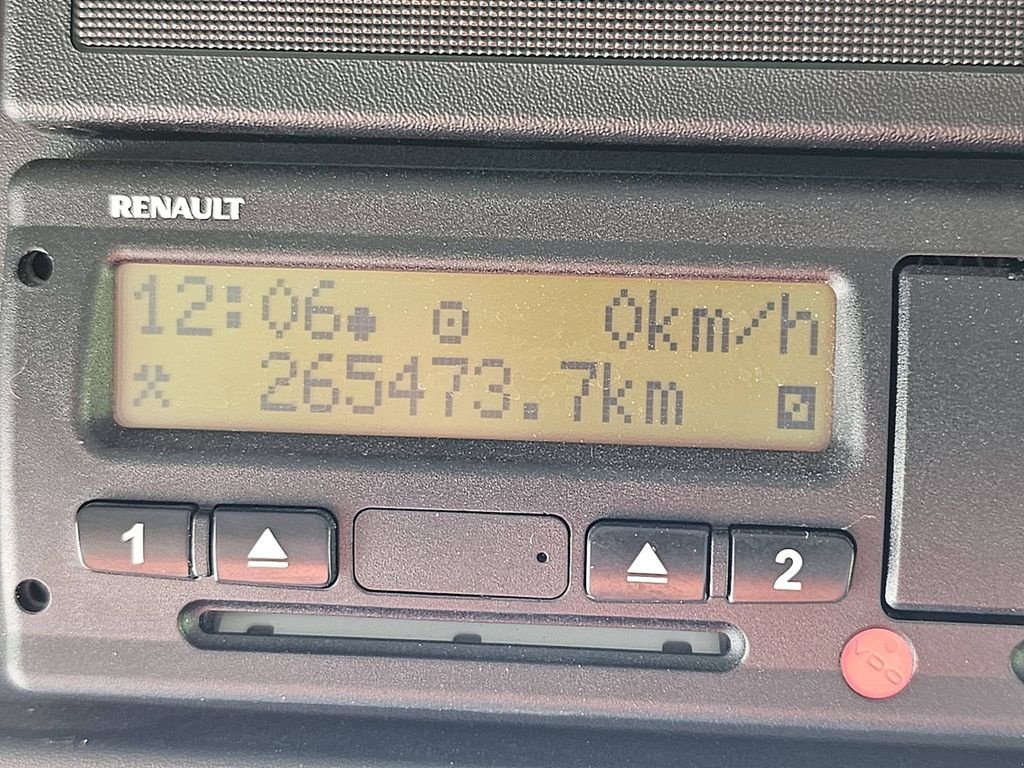 RENAULT
12:06 0km/h
265473.7km
1 2
VDO